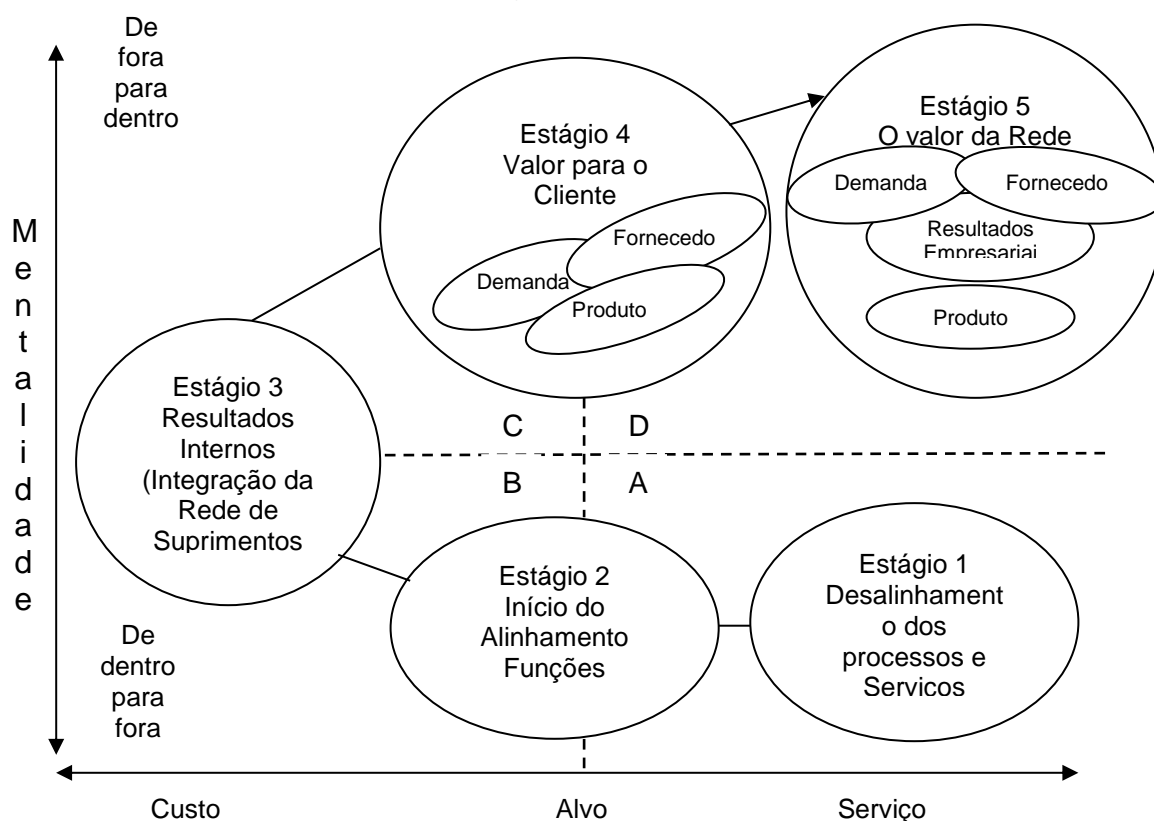 De
fora
para
dentro
Mentalidade
De
dentro
para
fora
Estágio 4
Valor para o
Cliente
Fornecedo
Demanda
Produto
Estágio 5
O valor da Rede
Demanda
Fornecedo
Resultados
Empresariai
Produto
Estágio 3
Resultados
Internos
(Integração da
Rede de
Suprimentos
C D
B A
Estágio 2
Início do
Alinhamento
Funções
Estágio 1
Desalinhament
o dos
processos e
Servicos
Custo Alvo Serviço